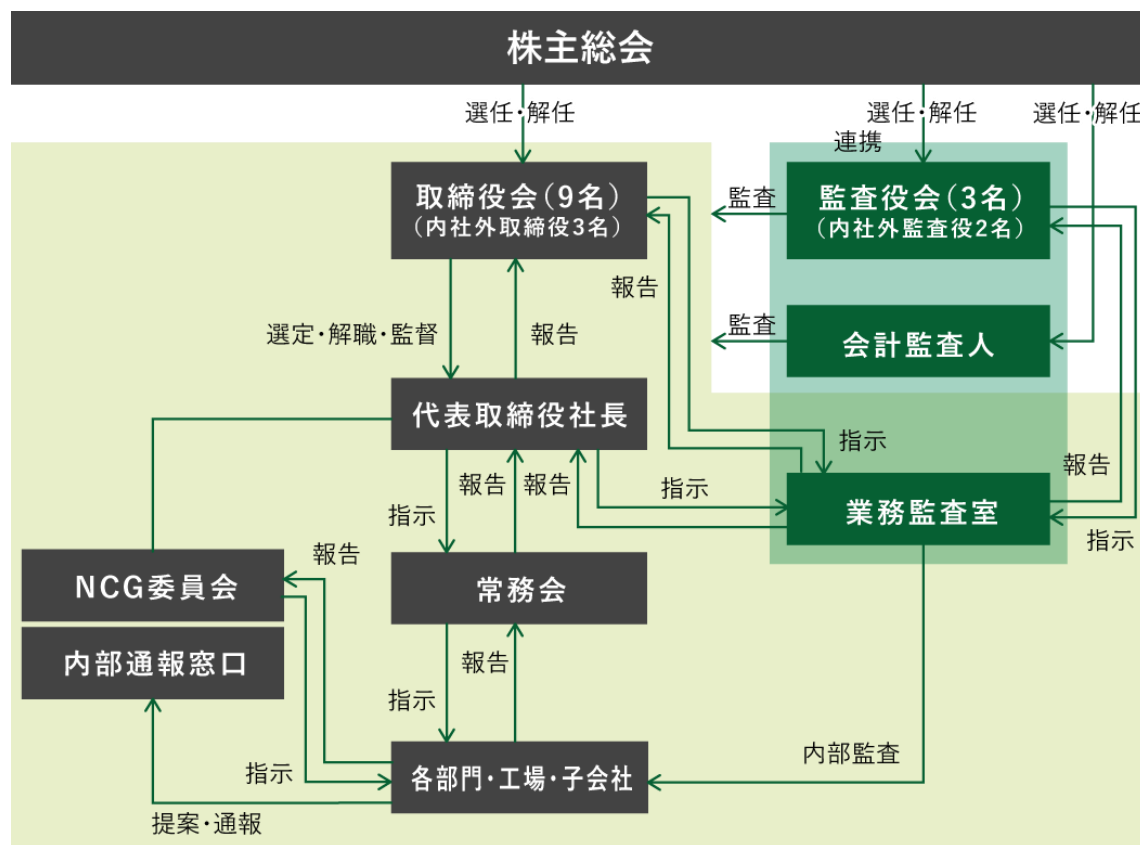 株主総会
選任・解任
選任・解任
選任・解任
連携
取締役会（9名）
（内社外取締役3名）
監査
監査役会（3名）
（内社外監査役2名）
報告
選定・解職・監督
報告
監査
会計監査人
代表取締役社長
指示
報告
報告
報告
指示
指示
業務監査室
指示
報告
NCG委員会
常務会
内部通報窓口
報告
指示
内部監査
指示
各部門・工場・子会社
提案・通報